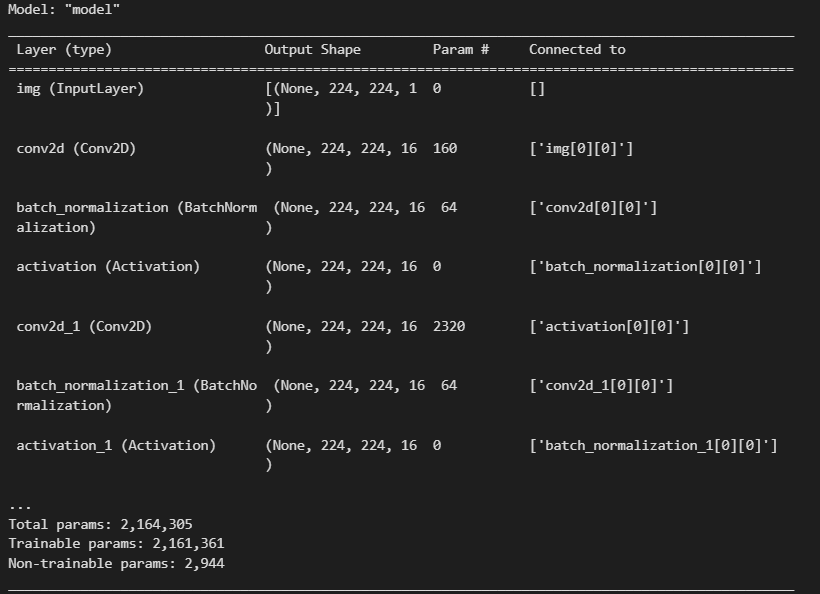 Model: "model"
Layer (type) Output Shape Param # Connected to
img (InputLayer) [(None, 224, 224, 1 0 []
)]
conv2d (Conv2D) (None, 224, 224, 16 160 ['img[0][0]']
)
batch_normalization (BatchNorm (None, 224, 224, 16 64 ['conv2d[0][0]']
alization) )
activation (Activation) (None, 224, 224, 16 0 ['batch_normalization[0][0]']
)
conv2d_1 (Conv2D) (None, 224, 224, 16 2320 ['activation[0][0]']
)
batch_normalization_1 (BatchNo (None, 224, 224, 16 64 ['conv2d_1[0][0]']
rmalization) )
activation_1 (Activation) (None, 224, 224, 16 0 ['batch_normalization_1[0][0]']
)
...
Total params: 2,164,305
Trainable params: 2,161,361
Non-trainable params: 2,944